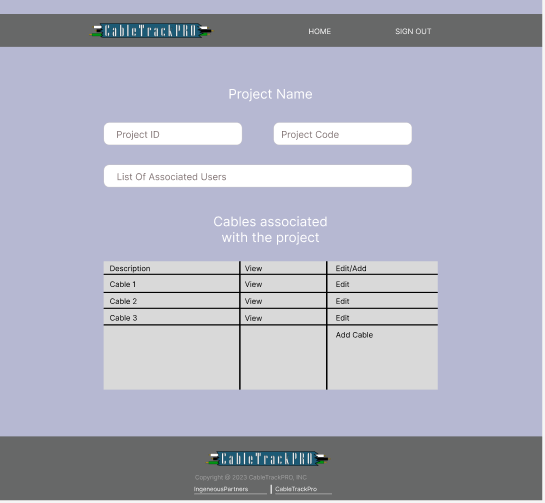 CableTrackPRO
HOME
SIGN OUT
Project Name
Project ID
Project Code
List Of Associated Users
Cables associated
with the project
Description View Edit/Add
Cable 1 View Edit
Cable 2 View Edit
Cable 3 View Edit
Add Cable
CableTrackPRO
Copyright @ 2023 CableTrackPRO, INC
IngeneousPartners
CableTrackPro